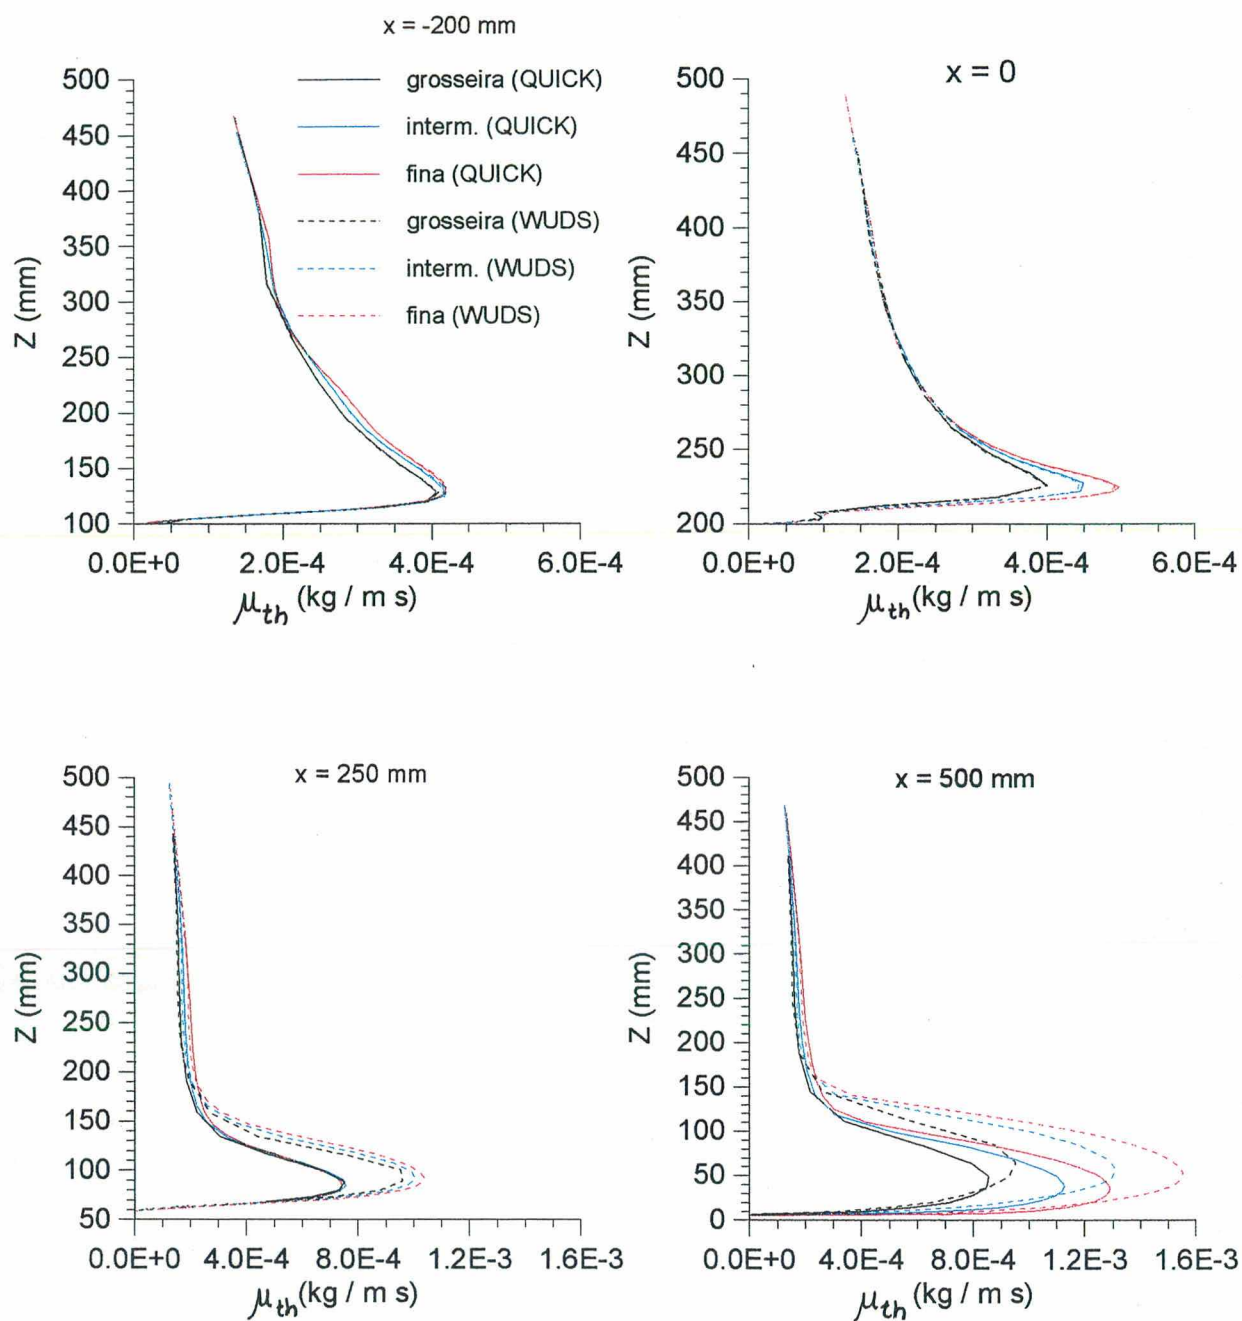 x = -200 mm
500
450
400
350
300
250
200
150
100
Z (mm)
0.0E+0 2.0E-4 4.0E-4 6.0E-4
μth (kg / m s)
grosseira (QUICK)
interm. (QUICK)
fina (QUICK)
grosseira (WUDS)
interm. (WUDS)
fina (WUDS)
x = 0
500
450
400
350
300
250
200
Z (mm)
0.0E+0 2.0E-4 4.0E-4 6.0E-4
μth (kg / m s)
x = 250 mm
500
450
400
350
300
250
200
150
100
50
Z (mm)
0.0E+0 4.0E-4 8.0E-4 1.2E-3 1.6E-3
μth (kg / m s)
x = 500 mm
500
450
400
350
300
250
200
150
100
50
0
Z (mm)
0.0E+0 4.0E-4 8.0E-4 1.2E-3 1.6E-3
μth (kg / m s)